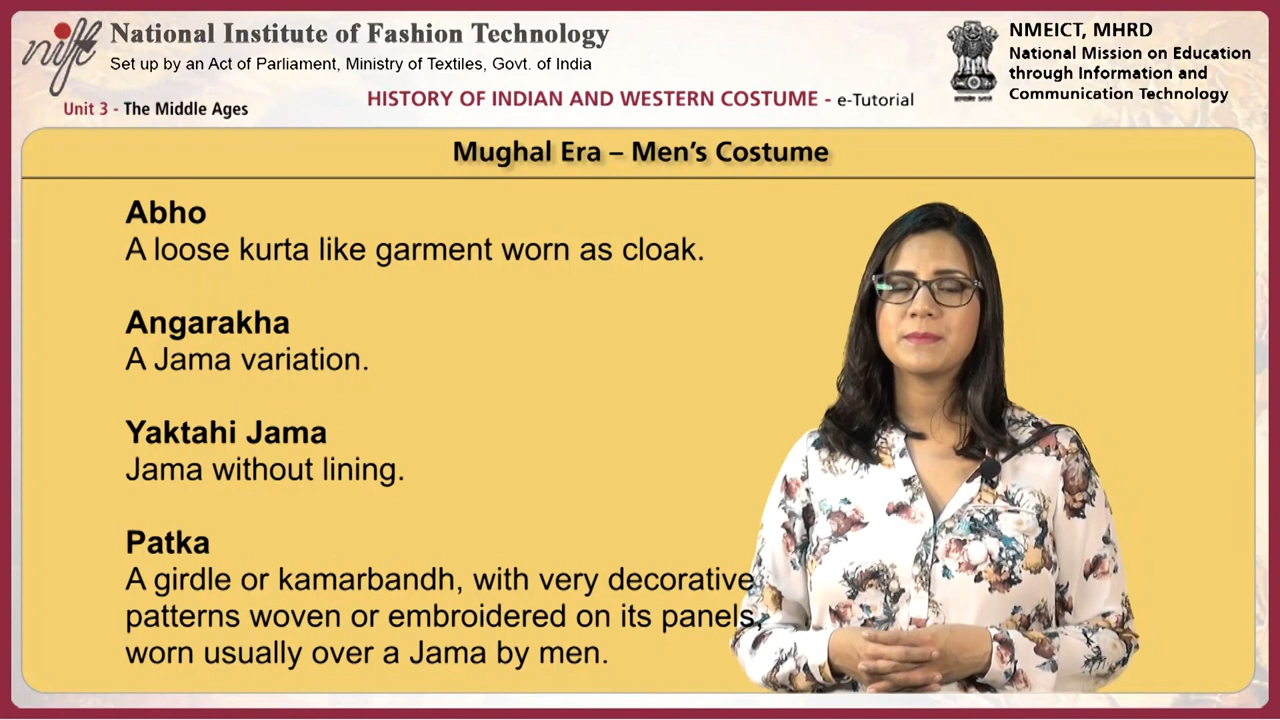 nift
National Institute of Fashion Technology
Set up by an Act of Parliament, Ministry of Textiles, Govt. of India
NMEICT, MHRD
National Mission on Education
through Information and
Communication Technology
Unit 3 - The Middle Ages
HISTORY OF INDIAN AND WESTERN COSTUME - e-Tutorial
Mughal Era – Men's Costume
Abho
A loose kurta like garment worn as cloak.
Angarakha
A Jama variation.
Yaktahi Jama
Jama without lining.
Patka
A girdle or kamarbandh, with very decorative
patterns woven or embroidered on its panels,
worn usually over a Jama by men.